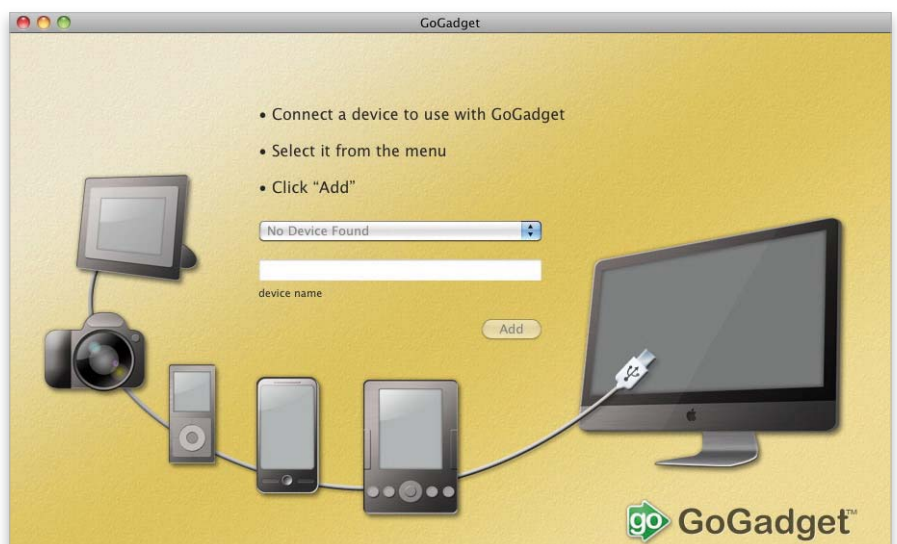 GoGadget
• Connect a device to use with GoGadget
• Select it from the menu
• Click “Add”
No Device Found
device name
Add
go GoGadget™